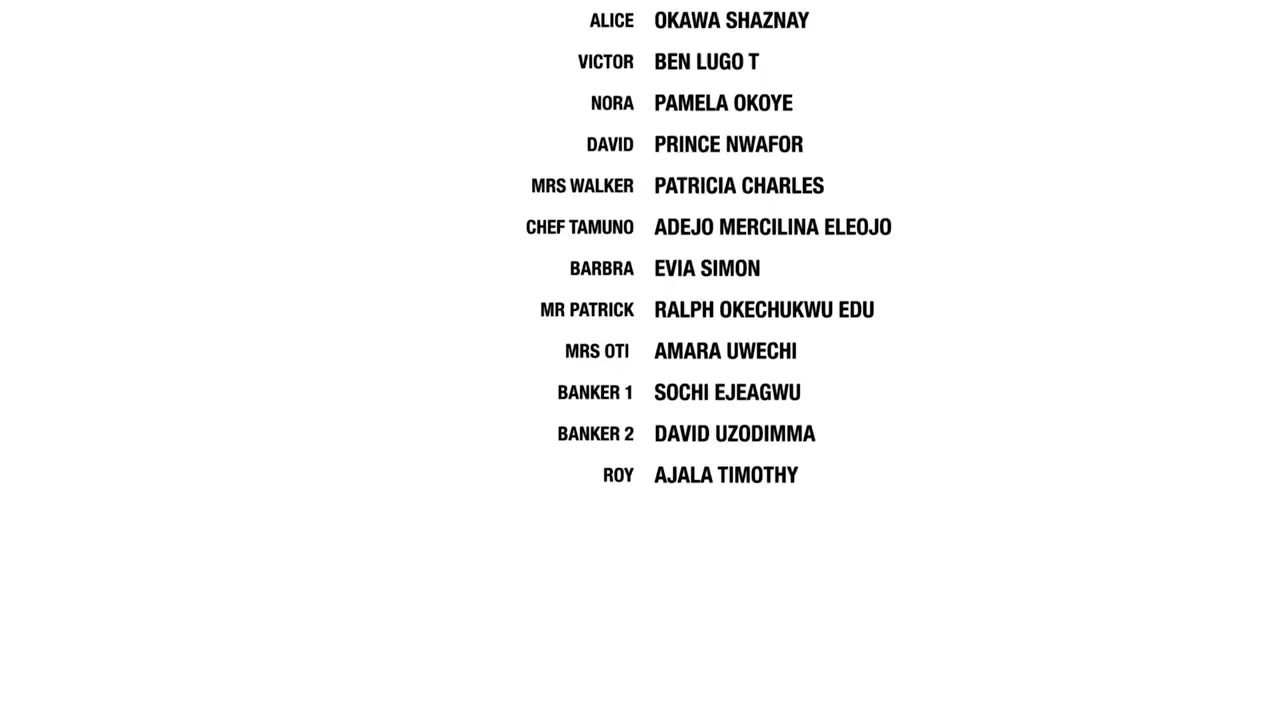 ALICE OKAWA SHAZNAY
VICTOR BEN LUGO T
NORA PAMELA OKOYE
DAVID PRINCE NWAFOR
MRS WALKER PATRICIA CHARLES
CHEF TAMUNO ADEJO MERCILINA ELEOJO
BARBRA EVIA SIMON
MR PATRICK RALPH OKECHUKWU EDU
MRS OTI AMARA UWECHI
BANKER 1 SOCHI EJEAGWU
BANKER 2 DAVID UZODIMMA
ROY AJALA TIMOTHY